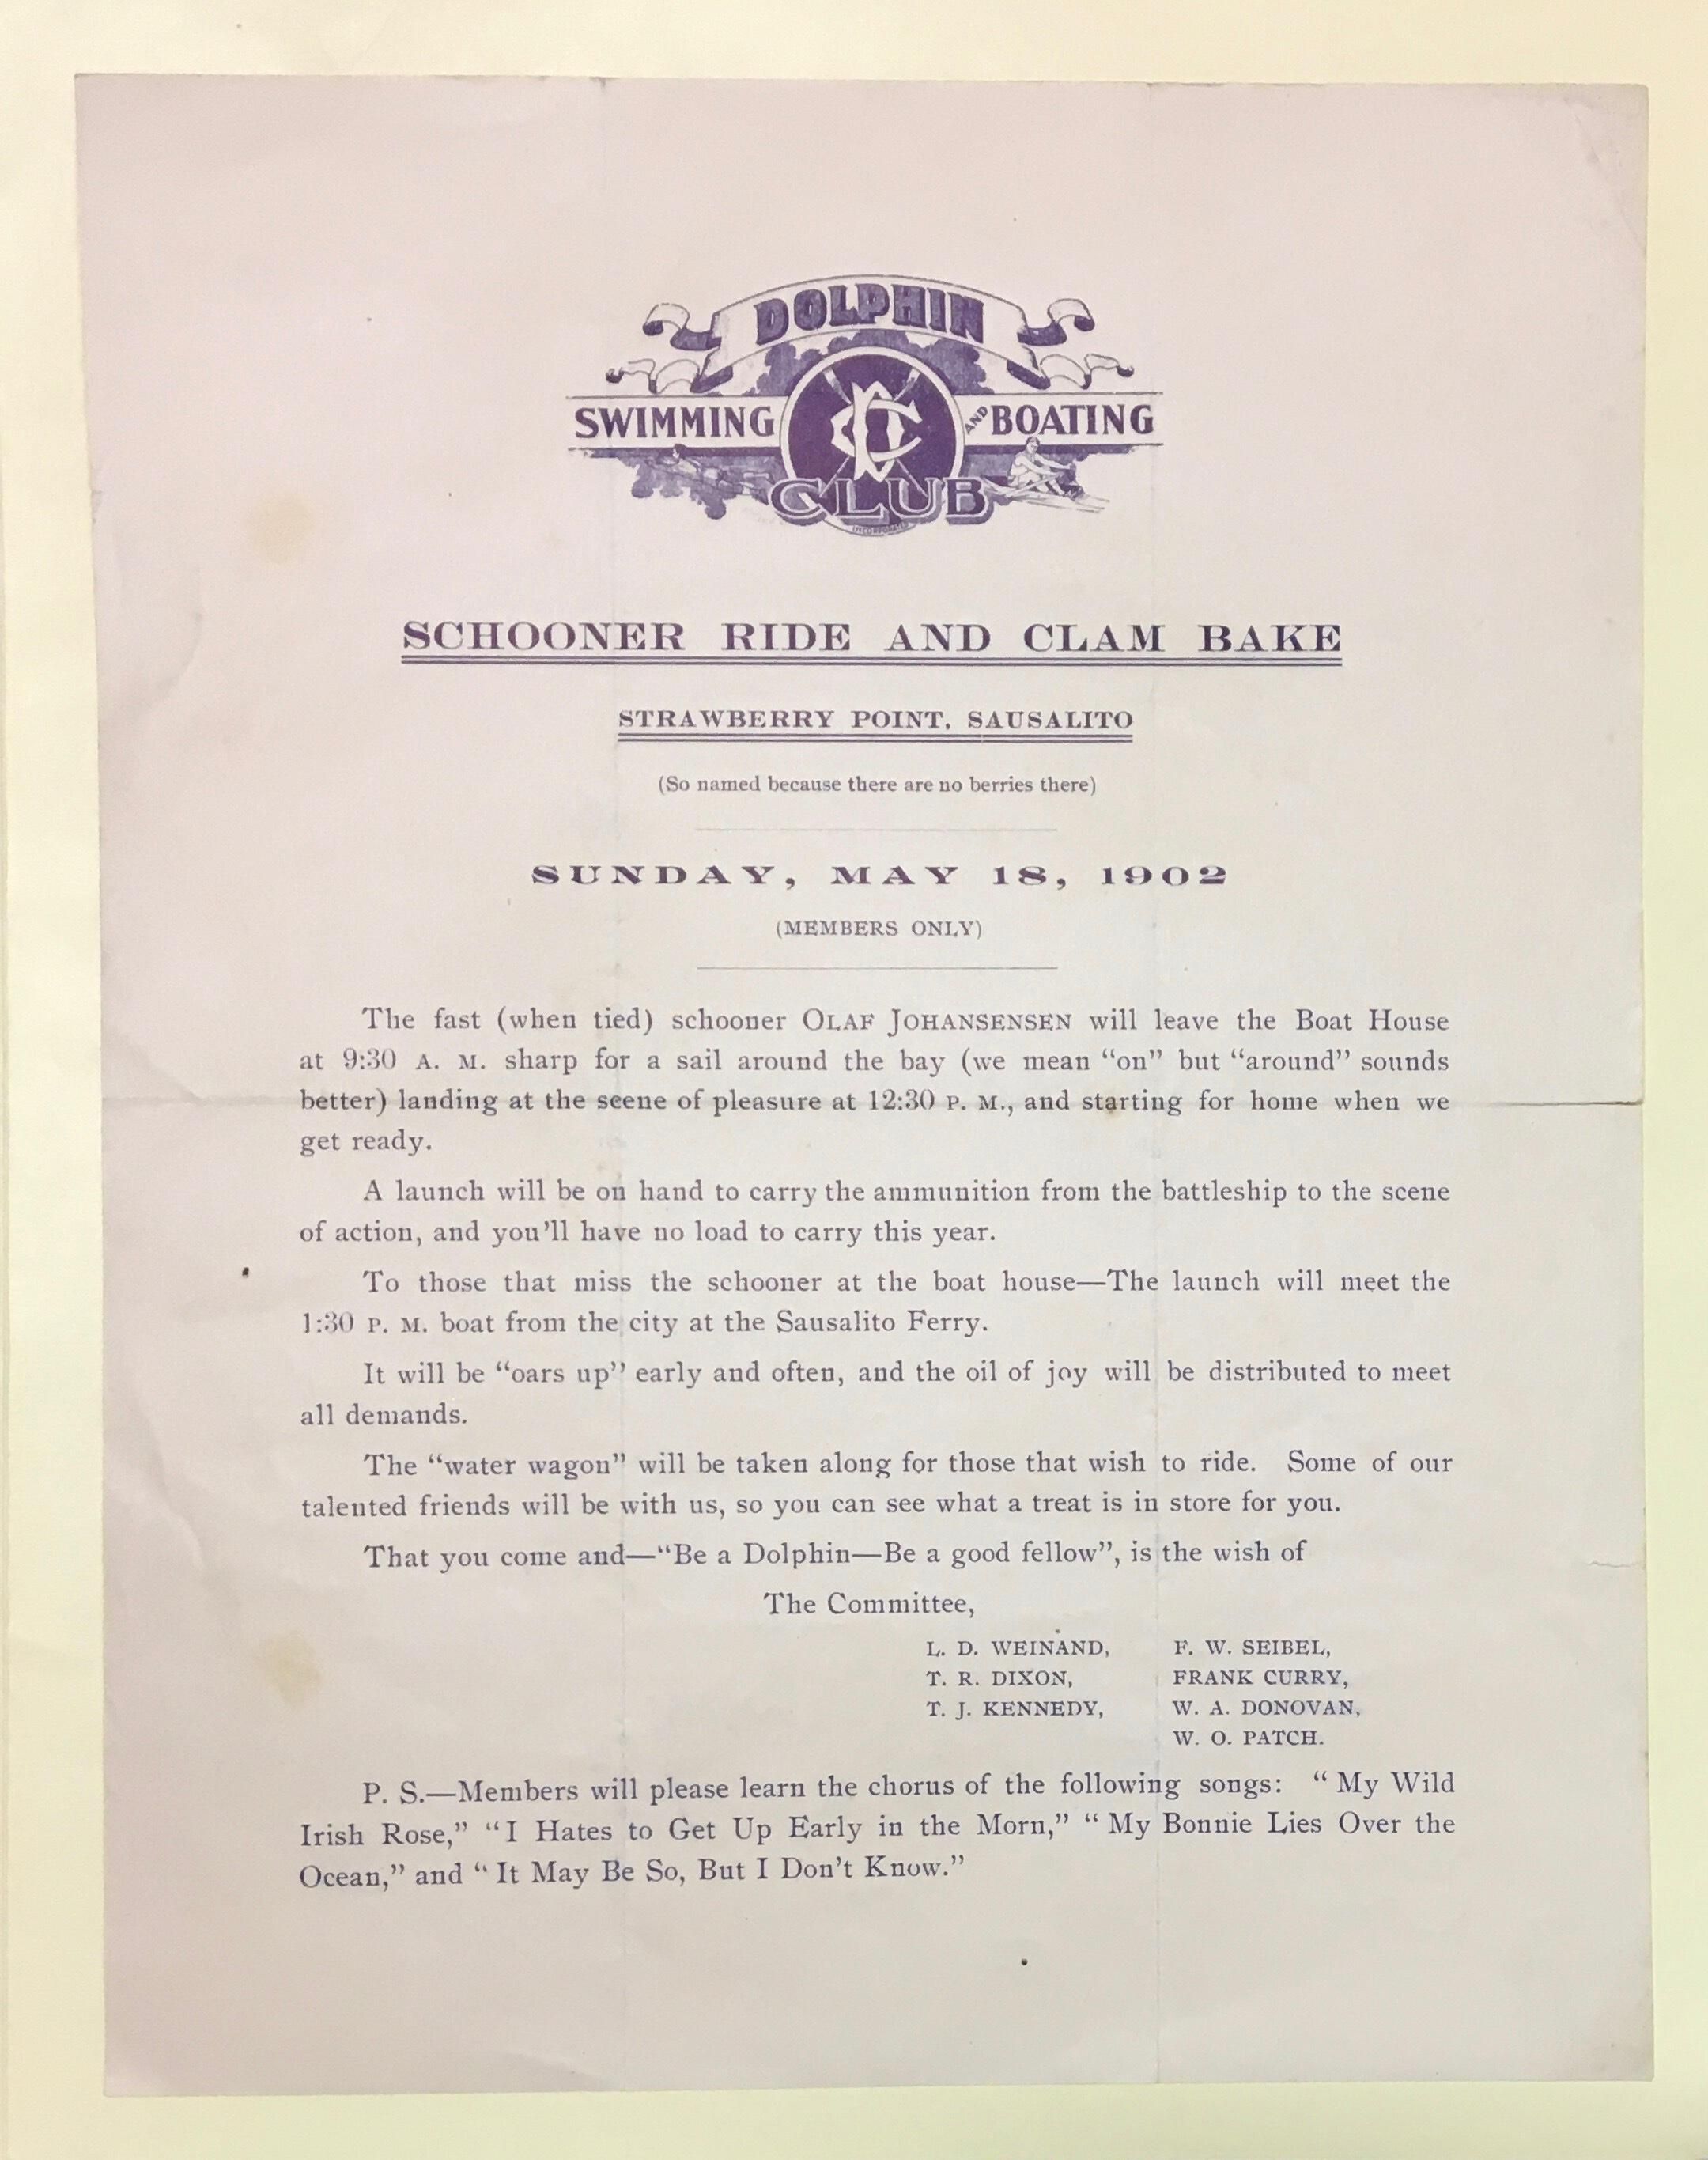 DOLPHIN
SWIMMING AND BOATING
DC
CLUB
INCORPORATED
SCHOONER RIDE AND CLAM BAKE
STRAWBERRY POINT, SAUSALITO
(So named because there are no berries there)
SUNDAY, MAY 18, 1902
(MEMBERS ONLY)
The fast (when tied) schooner OLAF JOHANSENSEN will leave the Boat House
at 9:30 A. M. sharp for a sail around the bay (we mean “on” but “around” sounds
better) landing at the scene of pleasure at 12:30 P. M., and starting for home when we
get ready.
A launch will be on hand to carry the ammunition from the battleship to the scene
of action, and you’ll have no load to carry this year.
To those that miss the schooner at the boat house—The launch will meet the
1:30 P. M. boat from the city at the Sausalito Ferry.
It will be “oars up” early and often, and the oil of joy will be distributed to meet
all demands.
The “water wagon” will be taken along for those that wish to ride. Some of our
talented friends will be with us, so you can see what a treat is in store for you.
That you come and—“Be a Dolphin—Be a good fellow”, is the wish of
The Committee,
L. D. WEINAND, F. W. SEIBEL,
T. R. DIXON, FRANK CURRY,
T. J. KENNEDY, W. A. DONOVAN,
W. O. PATCH.
P. S.—Members will please learn the chorus of the following songs: “ My Wild
Irish Rose,” “I Hates to Get Up Early in the Morn,” “ My Bonnie Lies Over the
Ocean,” and “ It May Be So, But I Don’t Know.”